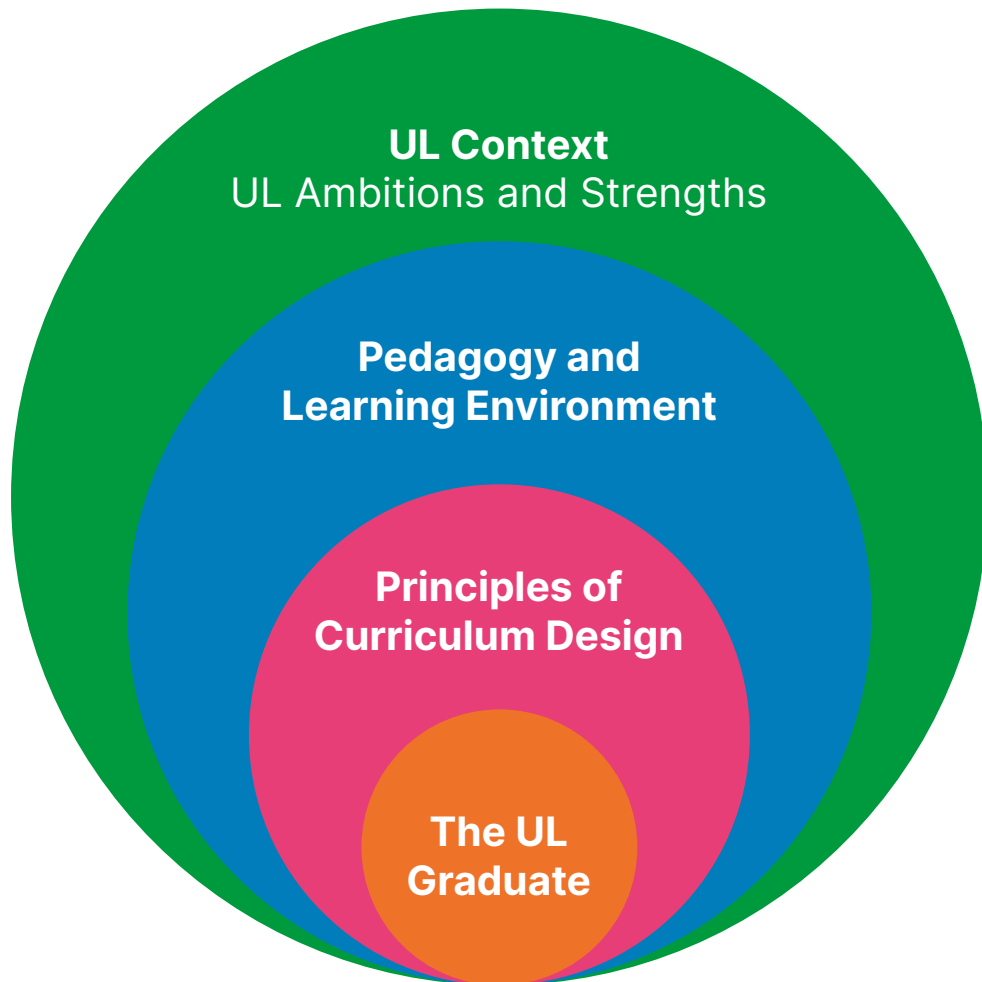 UL Context
UL Ambitions and Strengths
Pedagogy and
Learning Environment
Principles of
Curriculum Design
The UL
Graduate